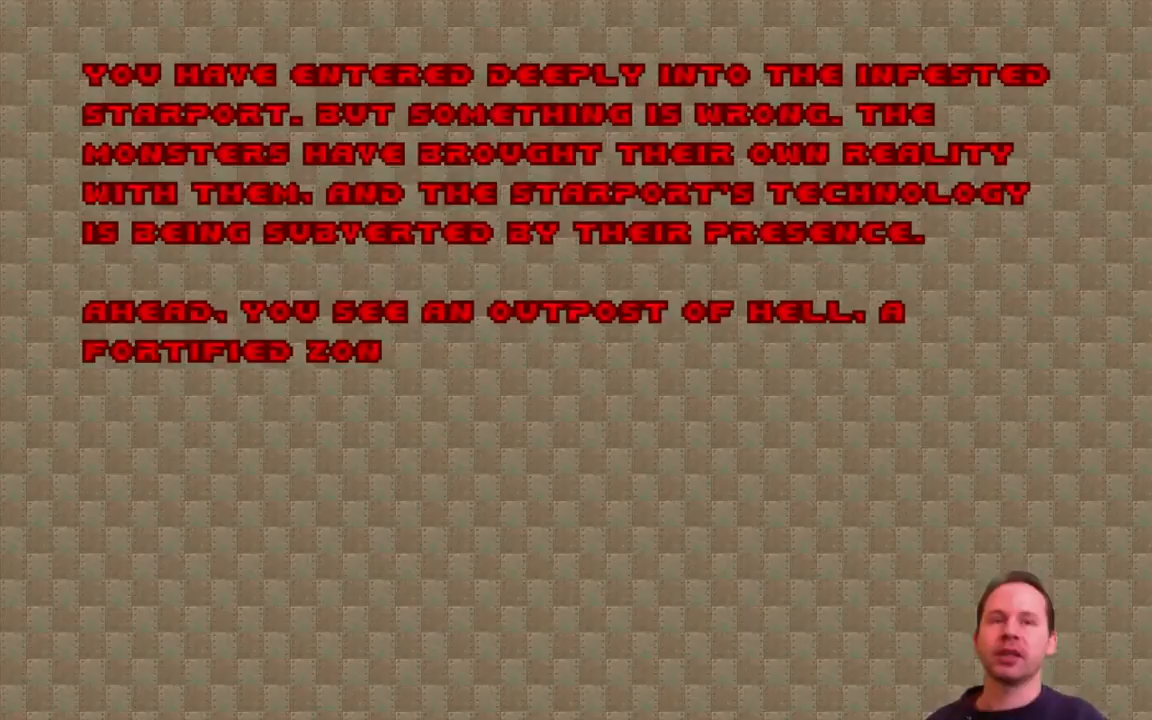 YOU HAVE ENTERED DEEPLY INTO THE INFESTED
STARPORT. BUT SOMETHING IS WRONG. THE
MONSTERS HAVE BROUGHT THEIR OWN REALITY
WITH THEM, AND THE STARPORT'S TECHNOLOGY
IS BEING SUBVERTED BY THEIR PRESENCE.
AHEAD, YOU SEE AN OUTPOST OF HELL, A
FORTIFIED ZON